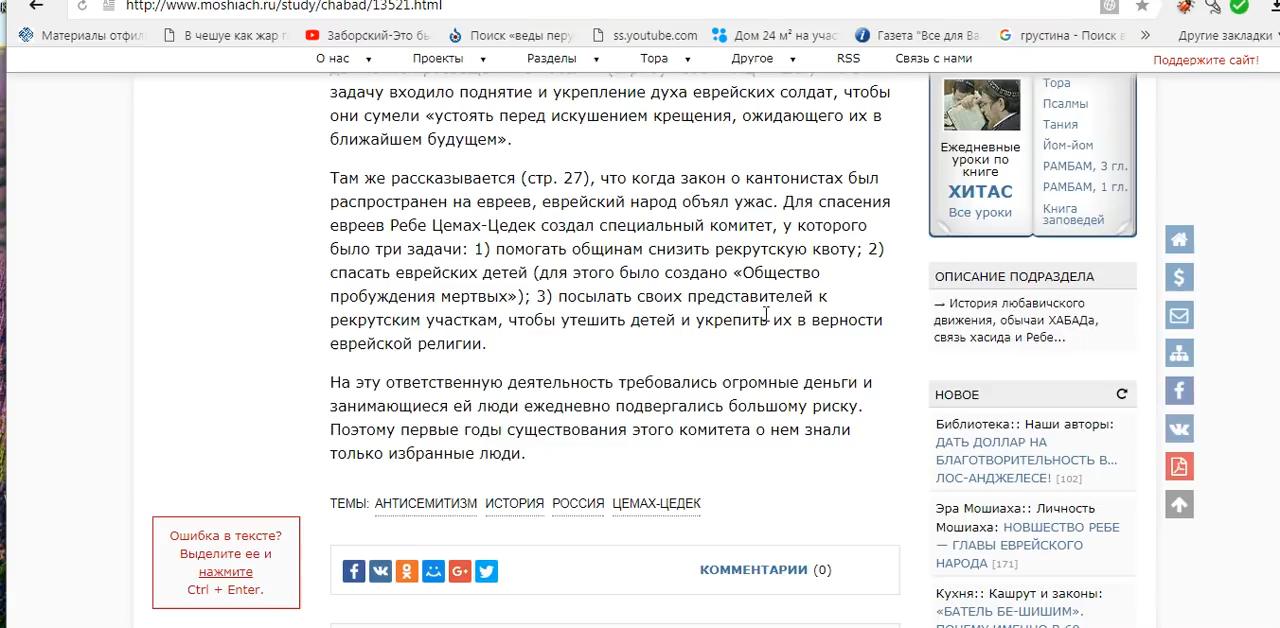 http://www.moshiach.ru/study/chabad/13521.html
Материалы отфил
В чешуе как жар г
Заборский-Это бь
Поиск «веды перу
ss.youtube.com
Дом 24 м² на учас
Газета "Все для Ва
грустина - Поиск в
»
Другие закладки
О нас
Проекты
Разделы
Тора
Другое
RSS
Связь с нами
Поддержите сайт!
задачу входило поднятие и укрепление духа еврейских солдат, чтобы
они сумели «устоять перед искушением крещения, ожидающего их в
ближайшем будущем».
Там же рассказывается (стр. 27), что когда закон о кантонистах был
распространен на евреев, еврейский народ объял ужас. Для спасения
евреев Ребе Цемах-Цедек создал специальный комитет, у которого
было три задачи: 1) помогать общинам снизить рекрутскую квоту; 2)
спасать еврейских детей (для этого было создано «Общество
пробуждения мертвых»); 3) посылать своих представителей к
рекрутским участкам, чтобы утешить детей и укрепить их в верности
еврейской религии.
На эту ответственную деятельность требовались огромные деньги и
занимающиеся ей люди ежедневно подвергались большому риску.
Поэтому первые годы существования этого комитета о нем знали
только избранные люди.
ТЕМЫ: АНТИСЕМИТИЗМ ИСТОРИЯ РОССИЯ ЦЕМАХ-ЦЕДЕК
Ошибка в тексте?
Выделите ее и
нажмите
Ctrl + Enter.
КОММЕНТАРИИ (0)
Ежедневные
уроки по
книге
ХИТАС
Все уроки
Тора
Псалмы
Тания
Йом-йом
РАМБАМ, 3 гл.
РАМБАМ, 1 гл.
Книга
заповедей
ОПИСАНИЕ ПОДРАЗДЕЛА
→ История любавичского
движения, обычаи ХАБАДа,
связь хасида и Ребе...
НОВОЕ
Библиотека:: Наши авторы:
ДАТЬ ДОЛЛАР НА
БЛАГОТВОРИТЕЛЬНОСТЬ В...
ЛОС-АНДЖЕЛЕСЕ! [102]
Эра Мошиаха:: Личность
Мошиаха: НОВШЕСТВО РЕБЕ
— ГЛАВЫ ЕВРЕЙСКОГО
НАРОДА [171]
Кухня:: Кашрут и законы:
«БАТЕЛЬ БЕ-ШИШИМ».
ПОЧЕМУ ИМЕННО В 60